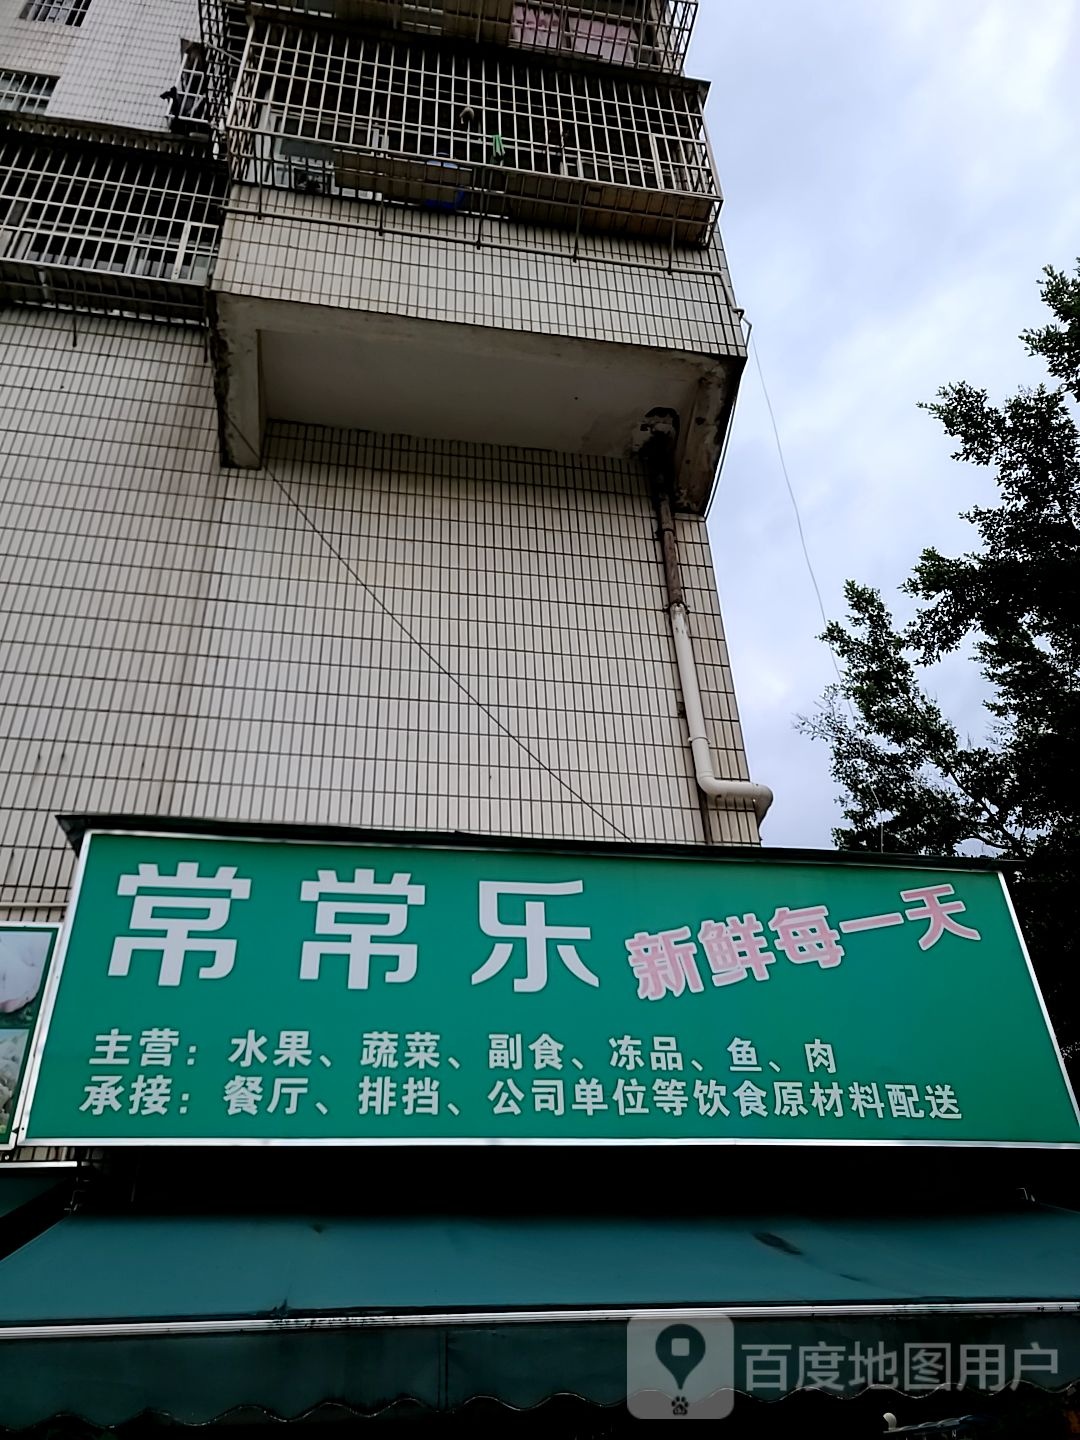 常常乐 新鲜每一天
主营：水果、蔬菜、副食、冻品、鱼、肉
承接：餐厅、排挡、公司单位等饮食原材料配送
百度地图用户